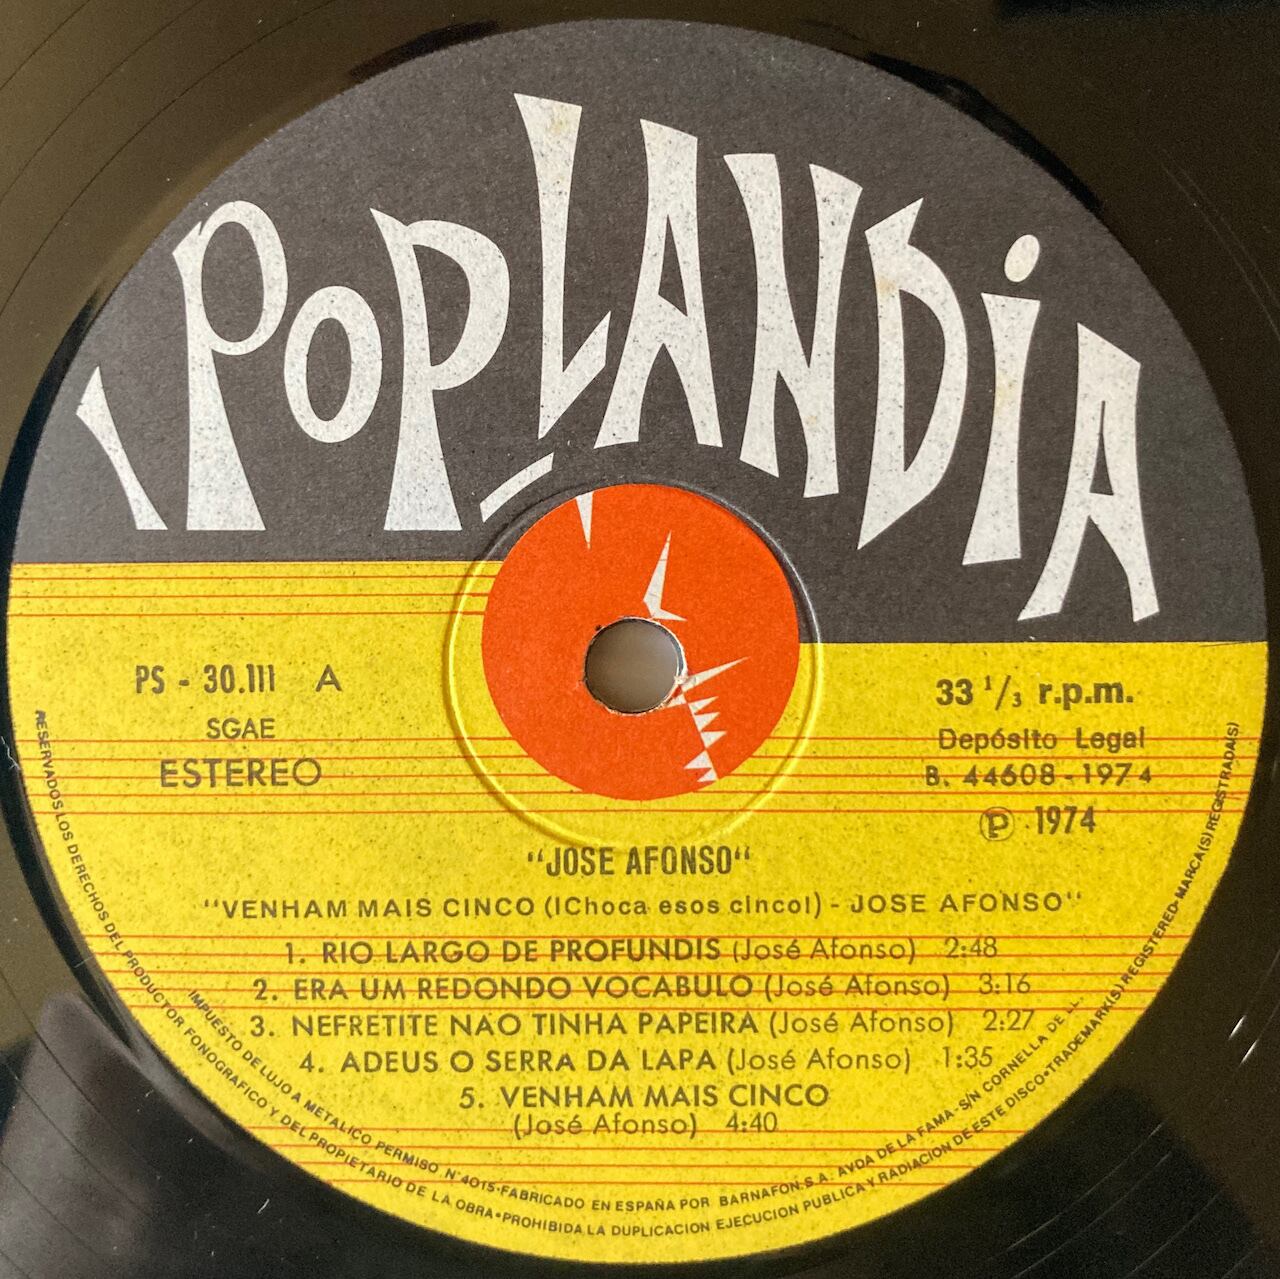 POPLANDiA
PS - 30.111 A
SGAE
ESTEREO
33 1/3 r.p.m.
Depósito Legal
B. 44608 - 1974
℗ 1974
"JOSE AFONSO"
"VENHAM MAIS CINCO (IChoca esos cincoI) - JOSE AFONSO"
1. RIO LARGO DE PROFUNDIS (José Afonso) 2:48
2. ERA UM REDONDO VOCABULO (José Afonso) 3:16
3. NEFRETITE NAO TINHA PAPEIRA (José Afonso) 2:27
4. ADEUS O SERRA DA LAPA (José Afonso) 1:35
5. VENHAM MAIS CINCO
(José Afonso) 4:40
IMPUESTO DE LUJO A METALICO PERMISO N.º 4015-FABRICADO EN ESPAÑA POR BARNAFON.S.A. AVDA DE LA FAMA-S/N CORNELLA DE LL.
RESERVADOS LOS DERECHOS DEL PRODUCTOR FONOGRAFICO Y DEL PROPIETARIO DE LA OBRA•PROHIBIDA LA DUPLICACION EJECUCION PUBLICA Y RADIACION DE ESTE DISCO•TRADEMARK(S) REGISTERED-MARCA(S) REGISTRADA(S)